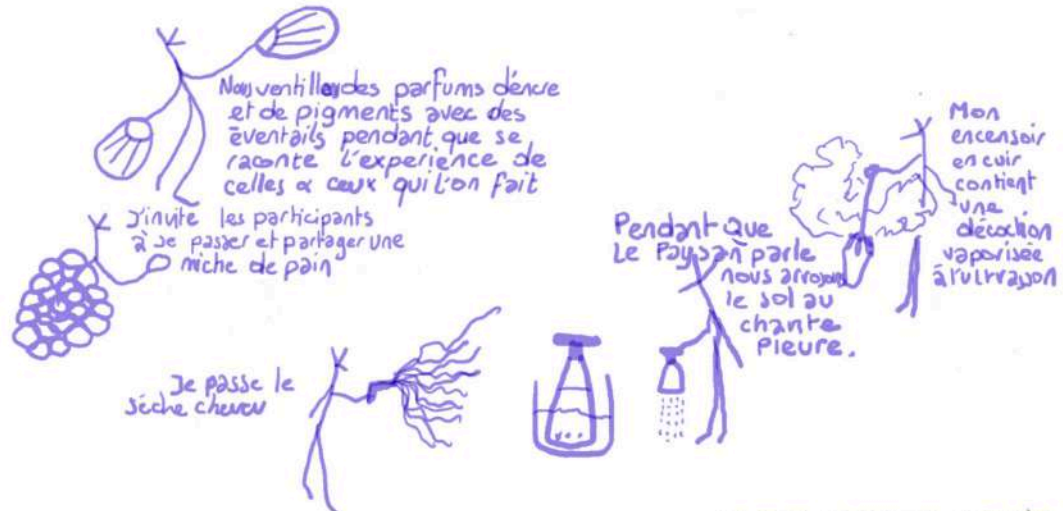 Nous ventillons des parfums d'encre
et de pigments avec des
éventails pendant que se
raconte l'experience de
celles & ceux qui l'on fait
J'invite les participants
à se passer et partager une
miche de pain
Je passe le
sèche cheveu
Pendant que
Le Paysan parle
nous arrosons
le sol au
chante
pleure.
Mon
encensoir
en cuir
contient
une
décoction
vaporisée
à l'ultrason